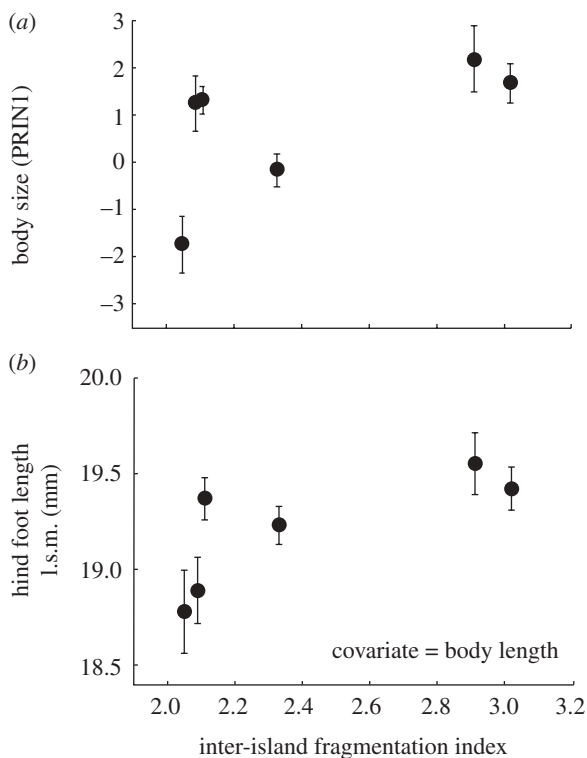 (a)
3
2
1
0
–1
–2
–3
body size (PRIN1)
(b)
20.0
19.5
19.0
18.5
hind foot length
l.s.m. (mm)
covariate = body length
2.0 2.2 2.4 2.6 2.8 3.0 3.2
inter-island fragmentation index